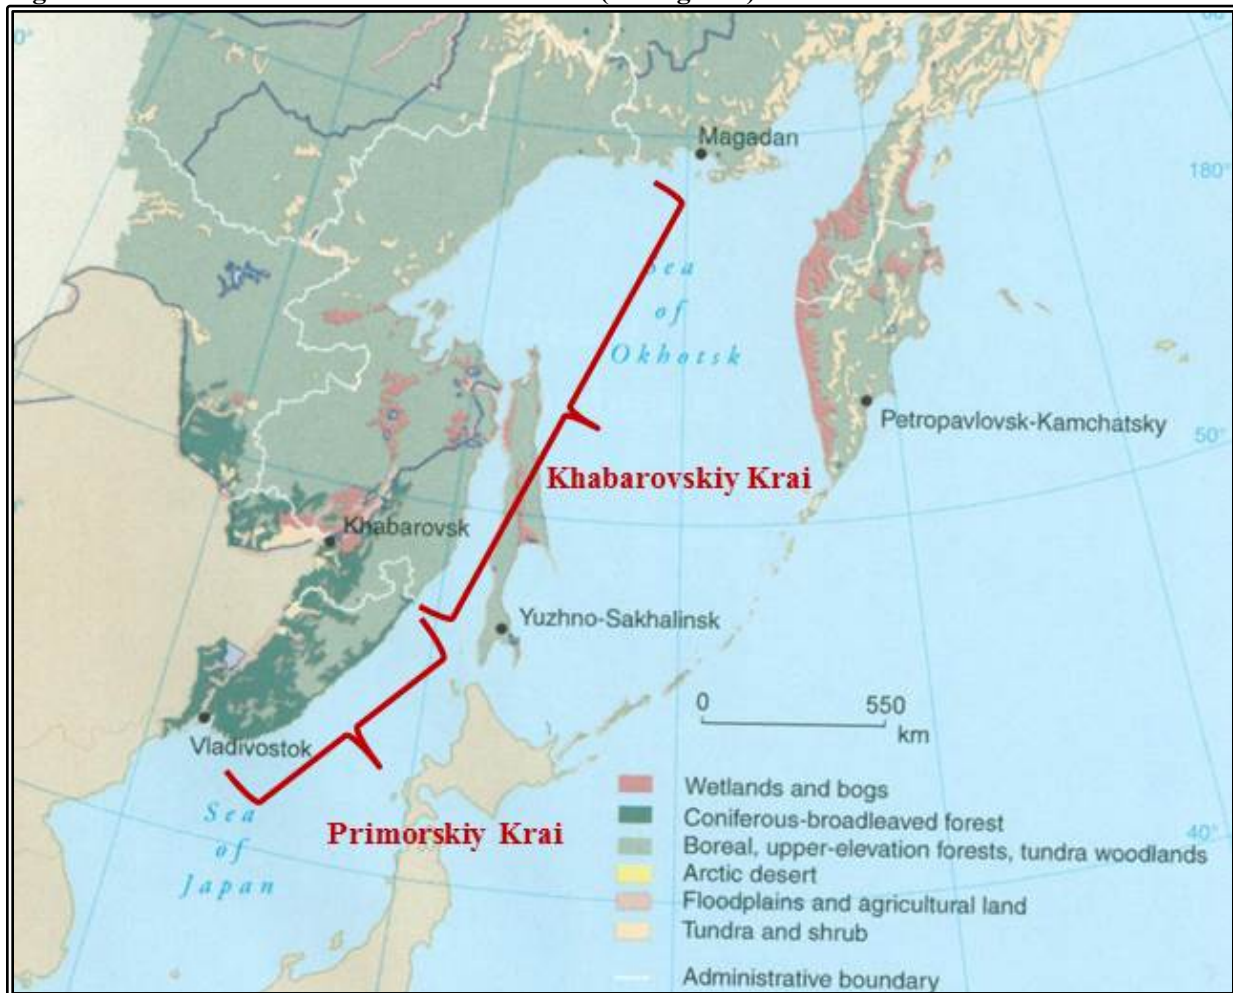 0°
60
Magadan
180°
Sea
of
Okhotsk
Petropavlovsk-Kamchatsky
50°
Khabarovskiy Krai
Khabarovsk
Yuzhno-Sakhalinsk
0 550
km
Vladivostok
Sea
of
Japan
Primorskiy Krai
Wetlands and bogs
Coniferous-broadleaved forest
Boreal, upper-elevation forests, tundra woodlands
40°
Arctic desert
Floodplains and agricultural land
Tundra and shrub
Administrative boundary